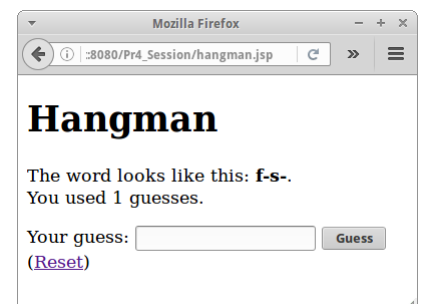 Mozilla Firefox
:8080/Pr4_Session/hangman.jsp
Hangman
The word looks like this: f-s-.
You used 1 guesses.
Your guess: Guess
(Reset)